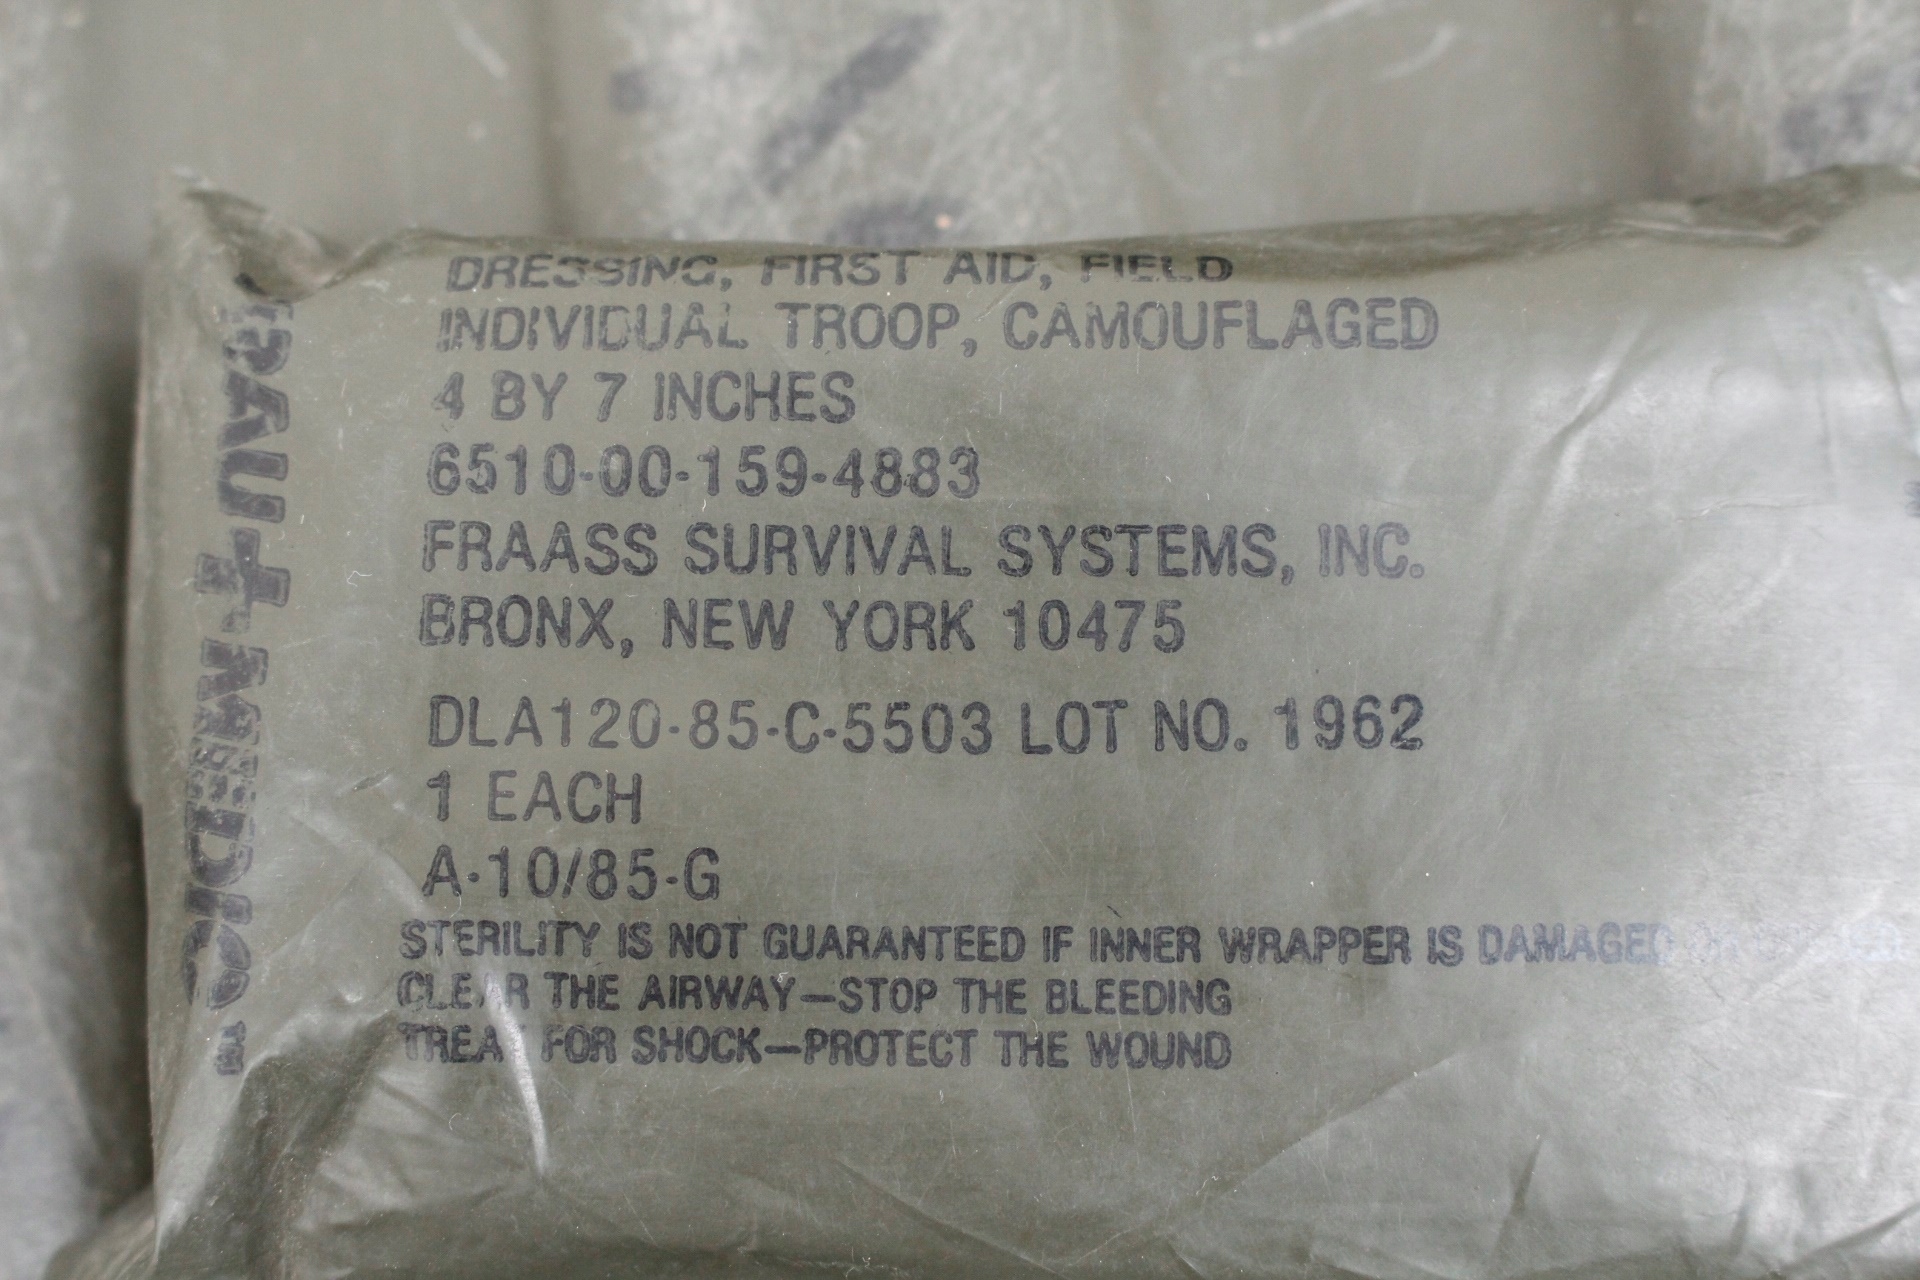 DRESSING, FIRST AID, FIELD
INDIVIDUAL TROOP, CAMOUFLAGED
4 BY 7 INCHES
6510-00-159-4883
FRAASS SURVIVAL SYSTEMS, INC.
BRONX, NEW YORK 10475
DLA120-85-C-5503 LOT NO. 1962
1 EACH
A-10/85-G
STERILITY IS NOT GUARANTEED IF INNER WRAPPER IS DAMAGED
CLEAR THE AIRWAY—STOP THE BLEEDING
TREAT FOR SHOCK—PROTECT THE WOUND